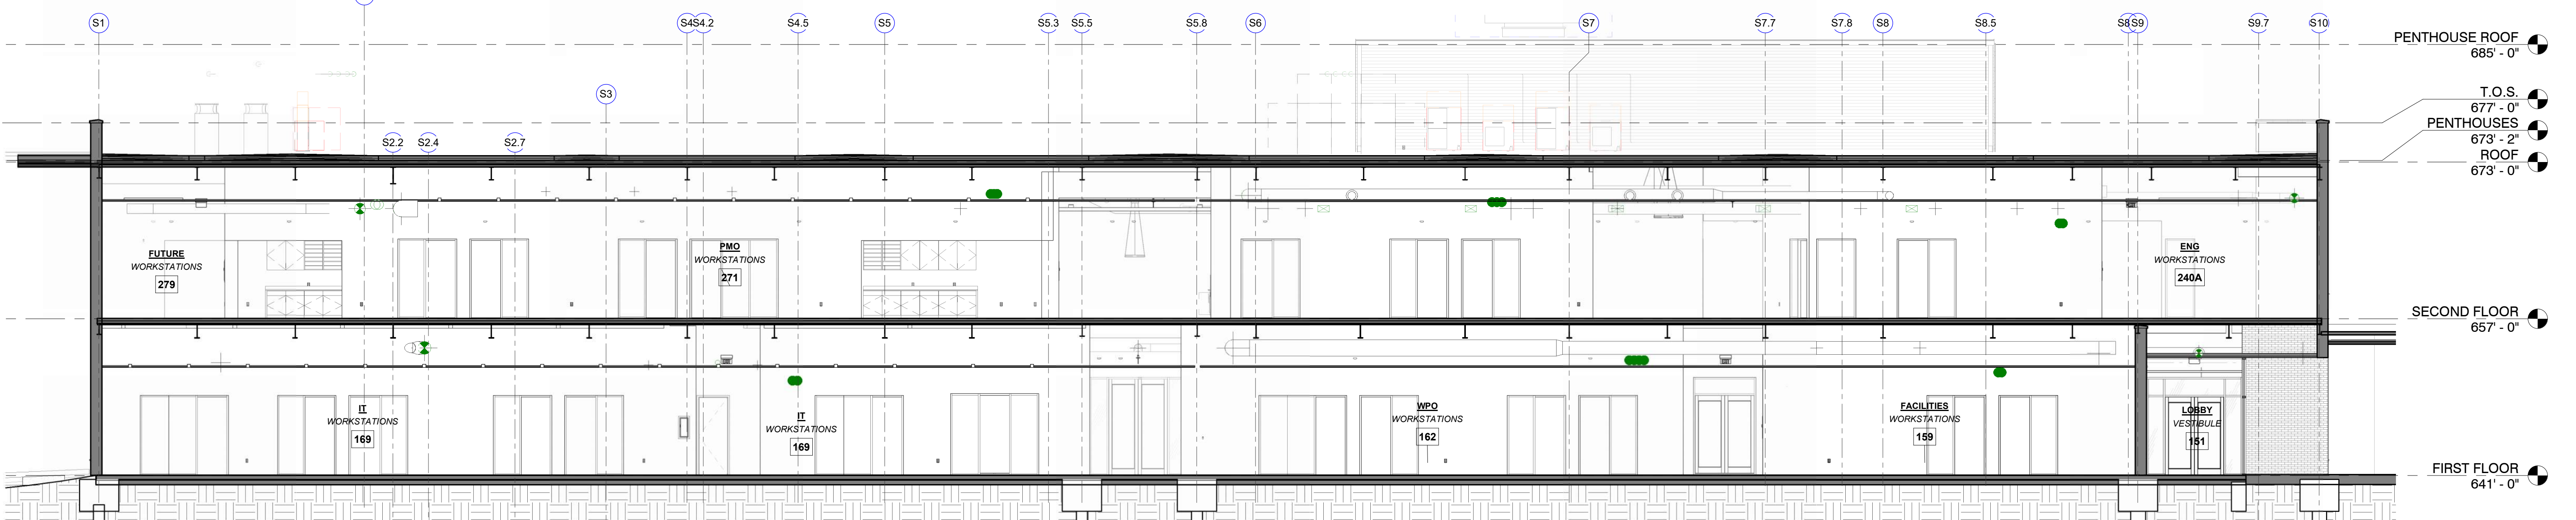 S1
S4
S4.2
S4.5
S5
S5.3
S5.5
S5.8
S6
S7
S7.7
S7.8
S8
S8.5
S9
S9.7
S10
PENTHOUSE ROOF
685' - 0"
S3
T.O.S.
677' - 0"
PENTHOUSES
673' - 2"
S2.2
S2.4
S2.7
ROOF
673' - 0"
FUTURE
WORKSTATIONS
279
PMO
WORKSTATIONS
271
ENG
WORKSTATIONS
240A
SECOND FLOOR
657' - 0"
IT
WORKSTATIONS
169
IT
WORKSTATIONS
169
WPO
WORKSTATIONS
162
FACILITIES
WORKSTATIONS
159
LOBBY
VESTIBULE
151
FIRST FLOOR
641' - 0"